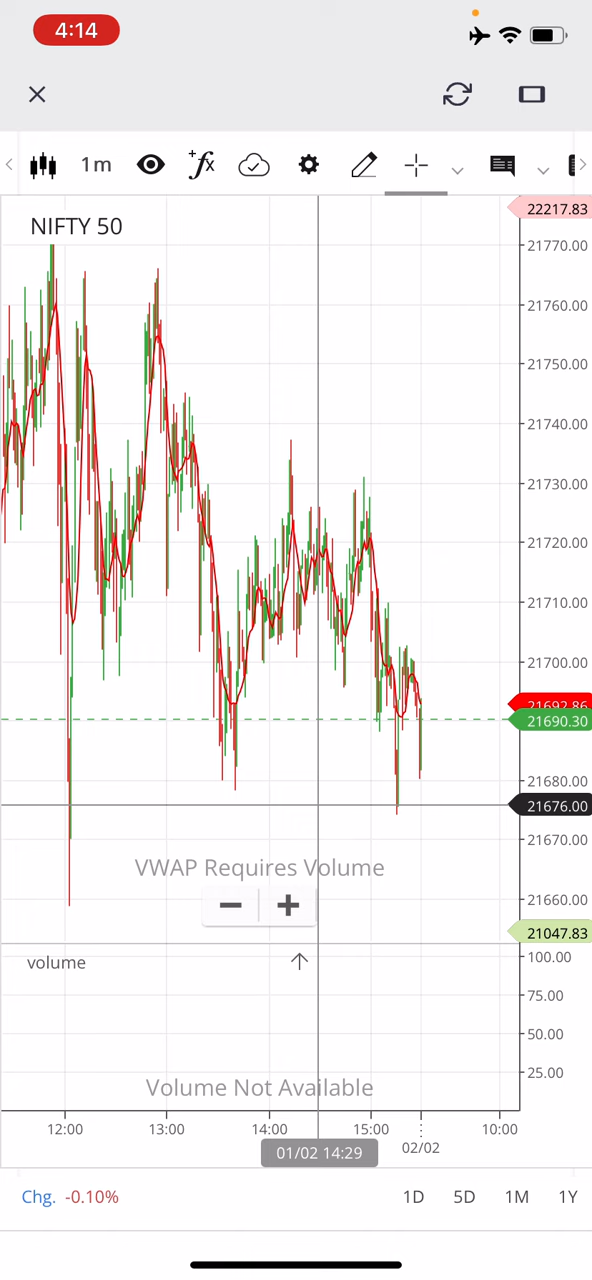 4:14
1m
+fx
22217.83
NIFTY 50
21770.00
21760.00
21750.00
21740.00
21730.00
21720.00
21710.00
21700.00
21692.86
21690.30
21680.00
21676.00
21670.00
VWAP Requires Volume
21660.00
21047.83
volume
100.00
75.00
50.00
25.00
Volume Not Available
12:00 13:00 14:00 15:00 10:00
01/02 14:29 02/02
Chg. -0.10% 1D 5D 1M 1Y